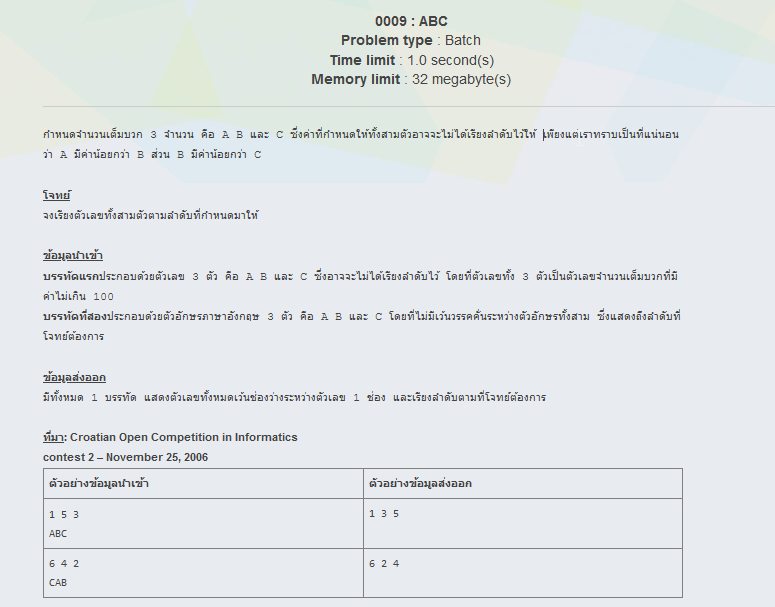 0009 : ABC
Problem type : Batch
Time limit : 1.0 second(s)
Memory limit : 32 megabyte(s)
กำหนดจำนวนเต็มบวก 3 จำนวน คือ A B และ C ซึ่งค่าที่กำหนดให้ทั้งสามตัวอาจจะไม่ได้เรียงลำดับไว้ให้ เพียงแต่เราทราบเป็นที่แน่นอน
ว่า A มีค่าน้อยกว่า B ส่วน B มีค่าน้อยกว่า C
โจทย์
จงเรียงตัวเลขทั้งสามตัวตามลำดับที่กำหนดมาให้
ข้อมูลนำเข้า
บรรทัดแรกประกอบด้วยตัวเลข 3 ตัว คือ A B และ C ซึ่งอาจจะไม่ได้เรียงลำดับไว้ โดยที่ตัวเลขทั้ง 3 ตัวเป็นตัวเลขจำนวนเต็มบวกที่มี
ค่าไม่เกิน 100
บรรทัดที่สองประกอบด้วยตัวอักษรภาษาอังกฤษ 3 ตัว คือ A B และ C โดยที่ไม่มีเว้นวรรคคั่นระหว่างตัวอักษรทั้งสาม ซึ่งแสดงถึงลำดับที่
โจทย์ต้องการ
ข้อมูลส่งออก
มีทั้งหมด 1 บรรทัด แสดงตัวเลขทั้งหมดเว้นช่องว่างระหว่างตัวเลข 1 ช่อง และเรียงลำดับตามที่โจทย์ต้องการ
ที่มา: Croatian Open Competition in Informatics
contest 2 – November 25, 2006
ตัวอย่างข้อมูลนำเข้า
ตัวอย่างข้อมูลส่งออก
1 5 3
ABC
1 3 5
6 4 2
CAB
6 2 4